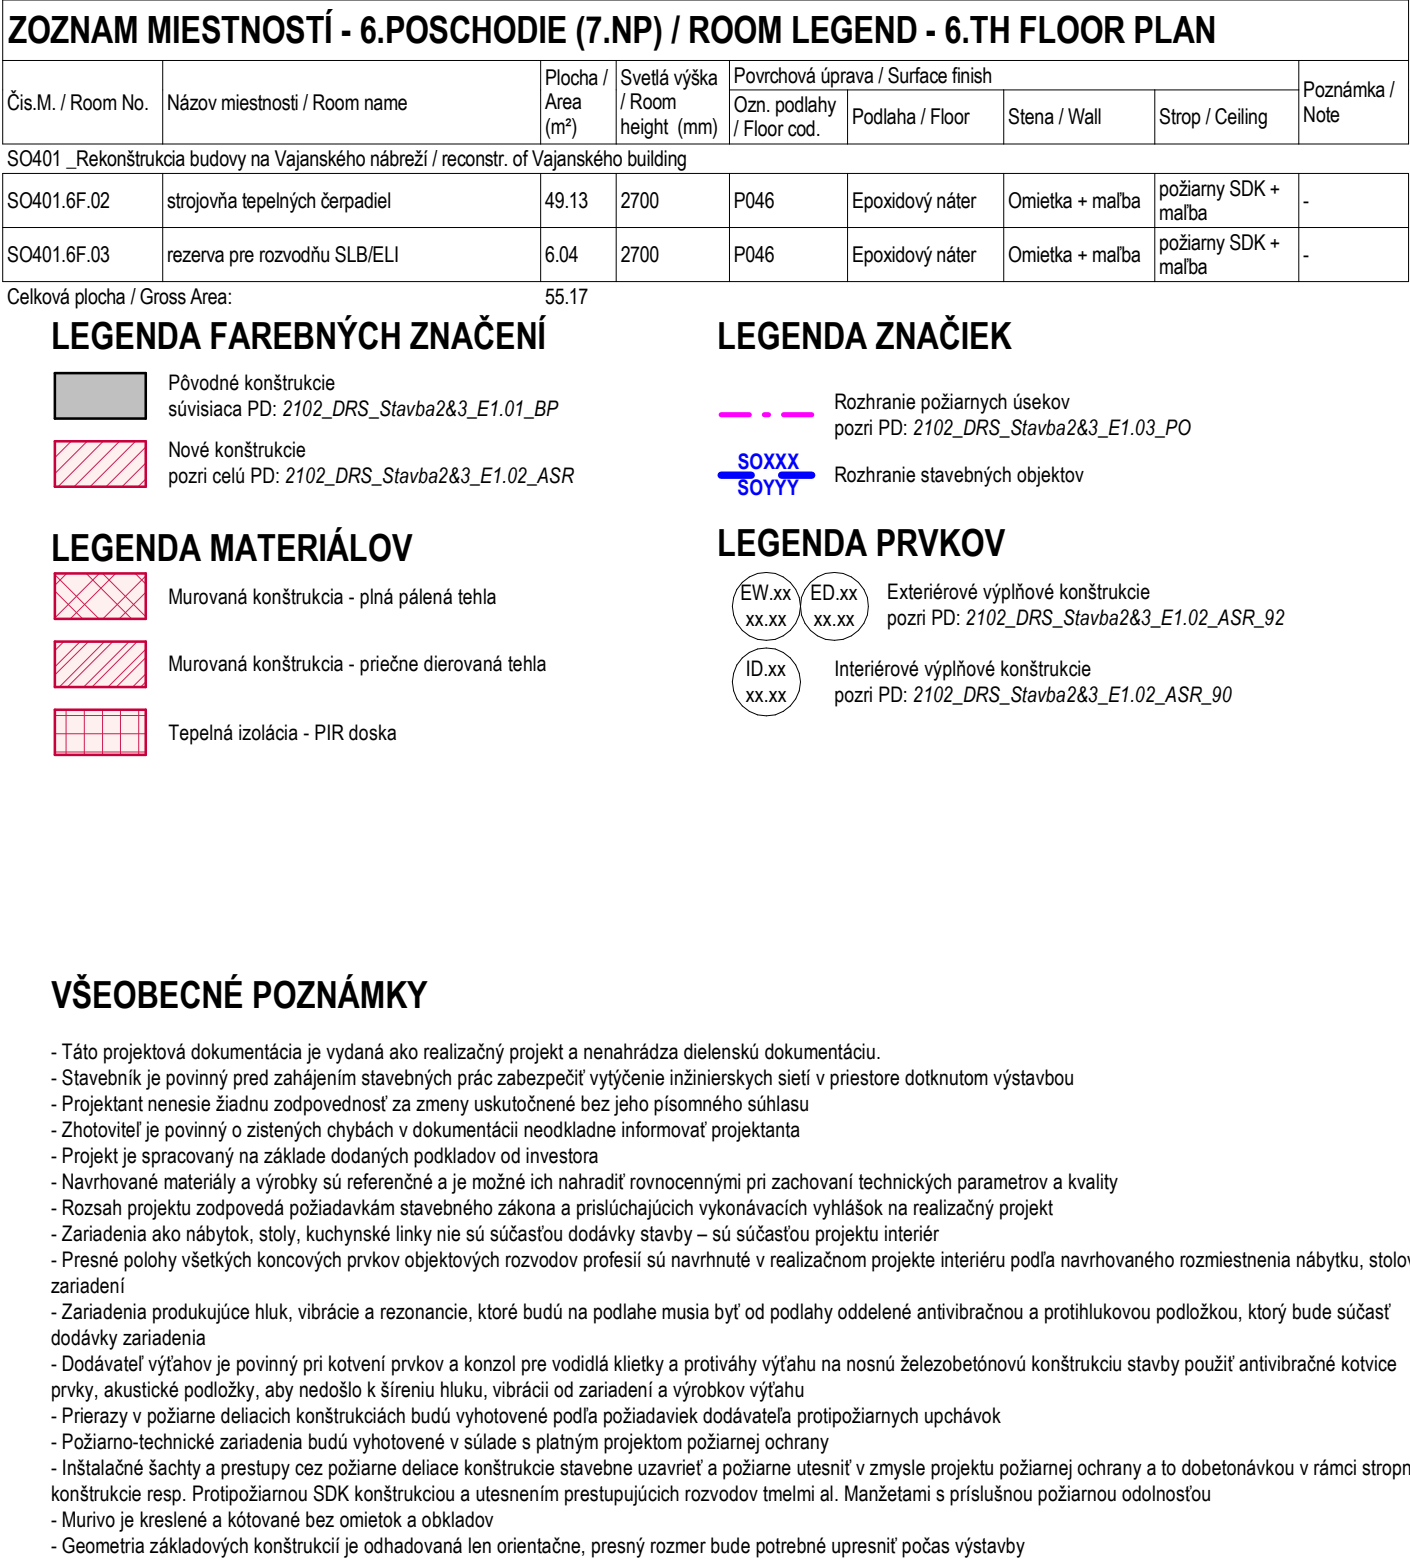 ZOZNAM MIESTNOSTÍ - 6.POSCHODIE (7.NP) / ROOM LEGEND - 6.TH FLOOR PLAN
Čis.M. / Room No.
Názov miestnosti / Room name
Plocha /
Area
(m²)
Svetlá výška
/ Room
height (mm)
Povrchová úprava / Surface finish
Ozn. podlahy
/ Floor cod.
Podlaha / Floor
Stena / Wall
Strop / Ceiling
Poznámka /
Note
SO401 _Rekonštrukcia budovy na Vajanského nábreží / reconstr. of Vajanského building
SO401.6F.02 strojovňa tepelných čerpadiel 49.13 2700 P046 Epoxidový náter Omietka + maľba požiarny SDK +
maľba -
SO401.6F.03 rezerva pre rozvodňu SLB/ELI 6.04 2700 P046 Epoxidový náter Omietka + maľba požiarny SDK +
maľba -
Celková plocha / Gross Area: 55.17
LEGENDA FAREBNÝCH ZNAČENÍ
Pôvodné konštrukcie
súvisiaca PD: 2102_DRS_Stavba2&3_E1.01_BP
Nové konštrukcie
pozri celú PD: 2102_DRS_Stavba2&3_E1.02_ASR
LEGENDA ZNAČIEK
Rozhranie požiarnych úsekov
pozri PD: 2102_DRS_Stavba2&3_E1.03_PO
SOXXX
SOYYY
Rozhranie stavebných objektov
LEGENDA MATERIÁLOV
Murovaná konštrukcia - plná pálená tehla
Murovaná konštrukcia - priečne dierovaná tehla
Tepelná izolácia - PIR doska
LEGENDA PRVKOV
EW.xx
xx.xx
ED.xx
xx.xx
Exteriérové výplňové konštrukcie
pozri PD: 2102_DRS_Stavba2&3_E1.02_ASR_92
ID.xx
xx.xx
Interiérové výplňové konštrukcie
pozri PD: 2102_DRS_Stavba2&3_E1.02_ASR_90
VŠEOBECNÉ POZNÁMKY
- Táto projektová dokumentácia je vydaná ako realizačný projekt a nenahrádza dielenskú dokumentáciu.
- Stavebník je povinný pred zahájením stavebných prác zabezpečiť vytýčenie inžinierskych sietí v priestore dotknutom výstavbou
- Projektant nenesie žiadnu zodpovednosť za zmeny uskutočnené bez jeho písomného súhlasu
- Zhotoviteľ je povinný o zistených chybách v dokumentácii neodkladne informovať projektanta
- Projekt je spracovaný na základe dodaných podkladov od investora
- Navrhované materiály a výrobky sú referenčné a je možné ich nahradiť rovnocennými pri zachovaní technických parametrov a kvality
- Rozsah projektu zodpovedá požiadavkám stavebného zákona a prislúchajúcich vykonávacích vyhlášok na realizačný projekt
- Zariadenia ako nábytok, stoly, kuchynské linky nie sú súčasťou dodávky stavby – sú súčasťou projektu interiér
- Presné polohy všetkých koncových prvkov objektových rozvodov profesií sú navrhnuté v realizačnom projekte interiéru podľa navrhovaného rozmiestnenia nábytku, stolov
zariadení
- Zariadenia produkujúce hluk, vibrácie a rezonancie, ktoré budú na podlahe musia byť od podlahy oddelené antivibračnou a protihlukovou podložkou, ktorý bude súčasť
dodávky zariadenia
- Dodávateľ výťahov je povinný pri kotvení prvkov a konzol pre vodidlá klietky a protiváhy výťahu na nosnú železobetónovú konštrukciu stavby použiť antivibračné kotvice
prvky, akustické podložky, aby nedošlo k šíreniu hluku, vibrácii od zariadení a výrobkov výťahu
- Prierazy v požiarne deliacich konštrukciách budú vyhotovené podľa požiadaviek dodávateľa protipožiarnych upchávok
- Požiarno-technické zariadenia budú vyhotovené v súlade s platným projektom požiarnej ochrany
- Inštalačné šachty a prestupy cez požiarne deliace konštrukcie stavebne uzavrieť a požiarne utesniť v zmysle projektu požiarnej ochrany a to dobetonávkou v rámci stropn
konštrukcie resp. Protipožiarnou SDK konštrukciou a utesnením prestupujúcich rozvodov tmelmi al. Manžetami s príslušnou požiarnou odolnosťou
- Murivo je kreslené a kótované bez omietok a obkladov
- Geometria základových konštrukcií je odhadovaná len orientačne, presný rozmer bude potrebné upresniť počas výstavby